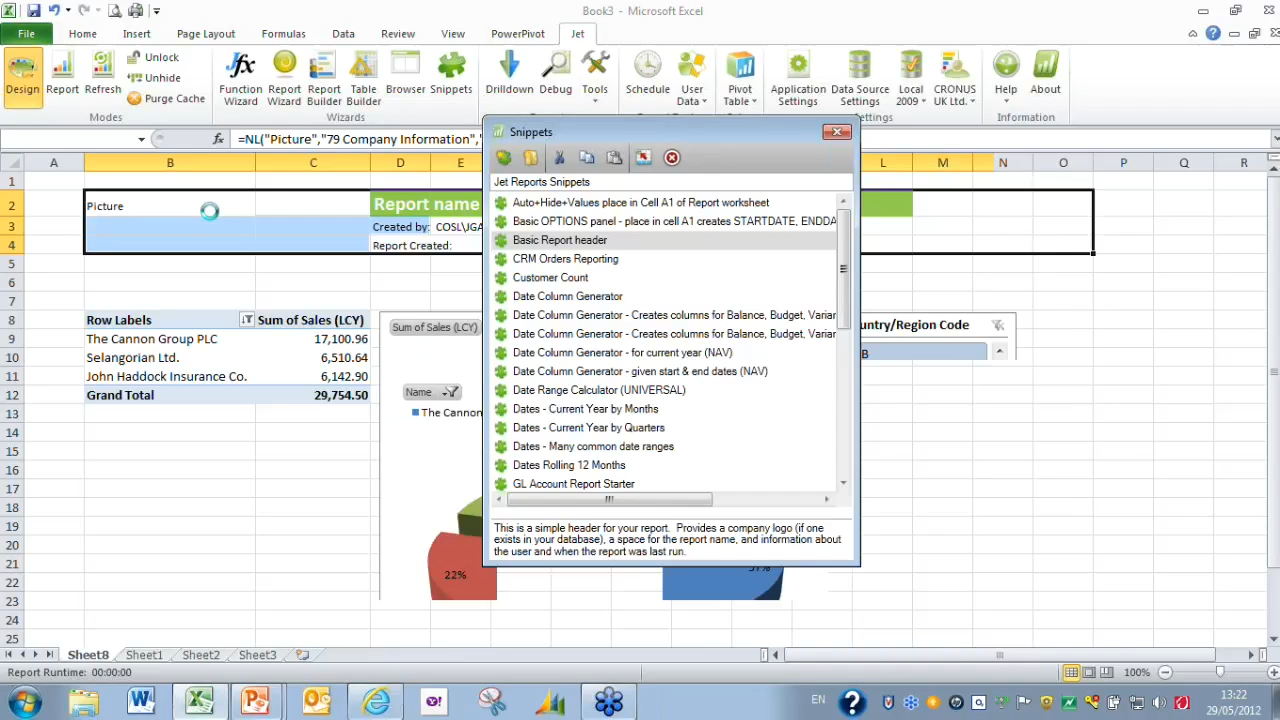 Book3 - Microsoft Excel
File Home Insert Page Layout Formulas Data Review View PowerPivot Jet
Design Report Refresh
Unlock
Unhide
Purge Cache
Function Wizard
Report Wizard
Report Builder
Table Builder
Browser Snippets
Drilldown Debug Tools
Schedule User Data
Pivot Table
Application Settings
Data Source Settings
Local 2009
CRONUS UK Ltd.
Help About
Modes Wizards Settings Information
fx =NL("Picture","79 Company Information","
A B C D E L M N O P Q R
1
2 Picture Report name
3 Created by: COSL\JGA
4 Report Created:
5
6
7
8 Row Labels Sum of Sales (LCY)
9 The Cannon Group PLC 17,100.96
10 Selangorian Ltd. 6,510.64
11 John Haddock Insurance Co. 6,142.90
12 Grand Total 29,754.50
13
14
15
16
17
18
19
20
21
22
23
24
25
Sum of Sales (LCY)
Name
The Cannon
22%
57%
untry/Region Code
B
Snippets
Jet Reports Snippets
Auto+Hide+Values place in Cell A1 of Report worksheet
Basic OPTIONS panel - place in cell A1 creates STARTDATE, ENDDA
Basic Report header
CRM Orders Reporting
Customer Count
Date Column Generator
Date Column Generator - Creates columns for Balance, Budget, Varian
Date Column Generator - Creates columns for Balance, Budget, Varian
Date Column Generator - for current year (NAV)
Date Column Generator - given start & end dates (NAV)
Date Range Calculator (UNIVERSAL)
Dates - Current Year by Months
Dates - Current Year by Quarters
Dates - Many common date ranges
Dates Rolling 12 Months
GL Account Report Starter
This is a simple header for your report. Provides a company logo (if one
exists in your database), a space for the report name, and information about
the user and when the report was last run.
Sheet8 Sheet1 Sheet2 Sheet3
Report Runtime: 00:00:00
100%
EN
13:22
29/05/2012